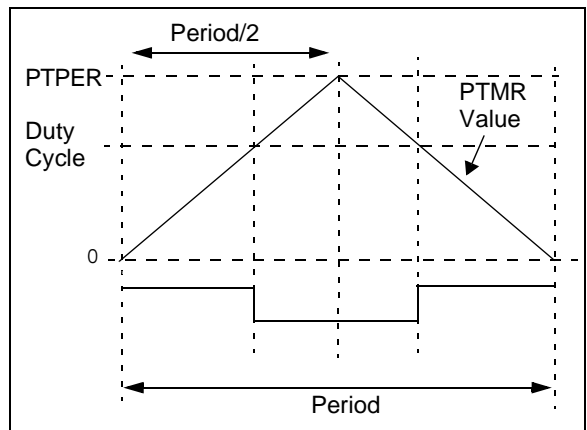 Period/2
PTPER
PTMR
Value
Duty
Cycle
0
Period